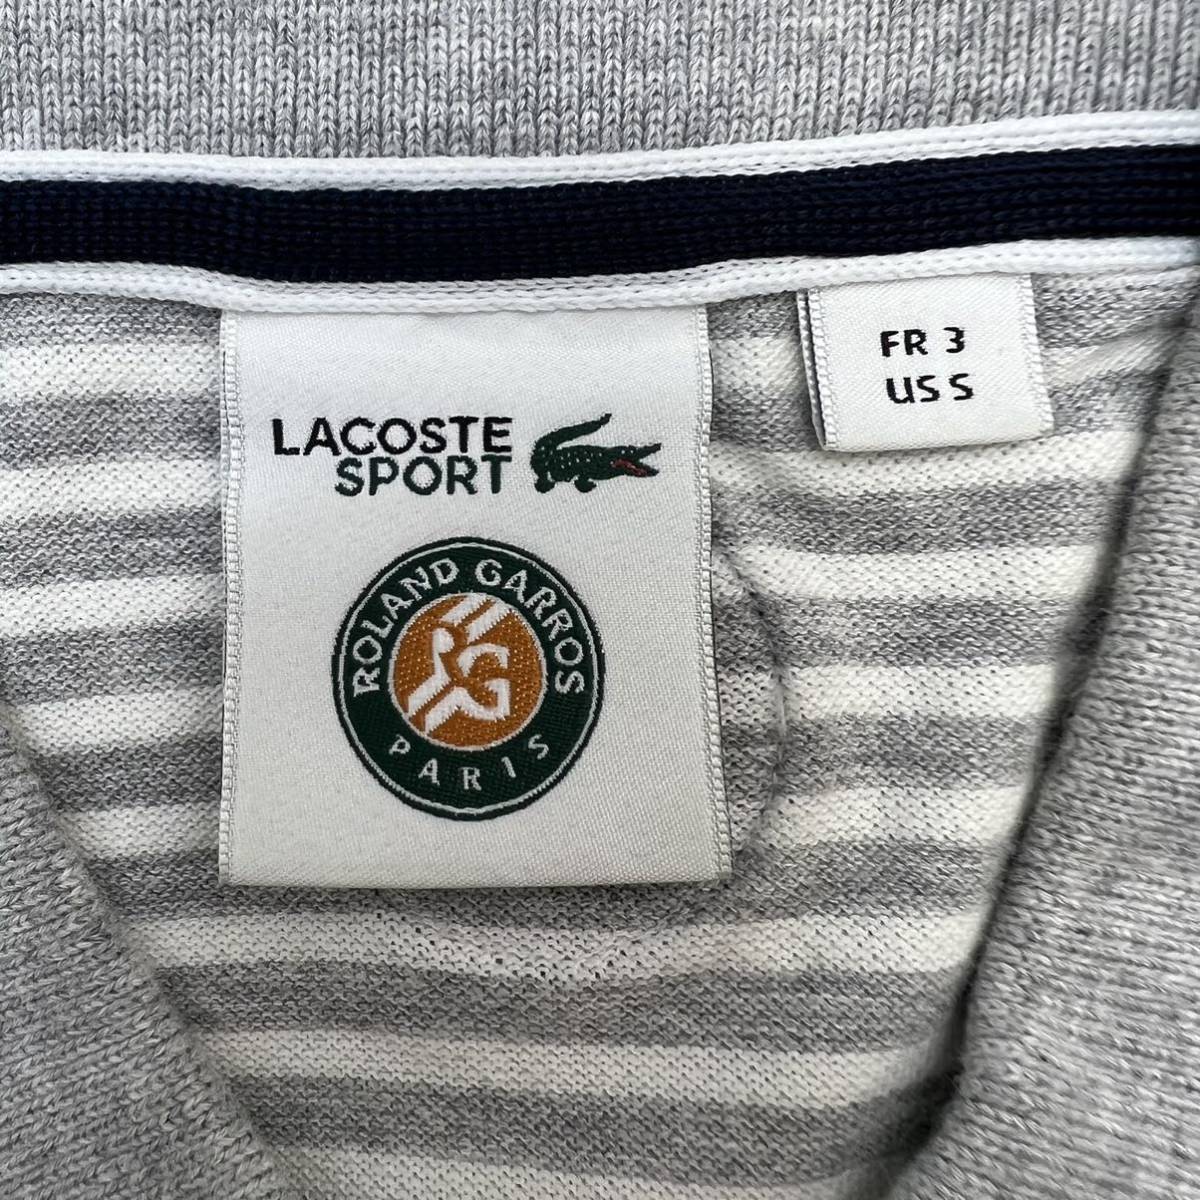 LACOSTE
SPORT
ROLAND GARROS
RG
PARIS
FR 3
US S